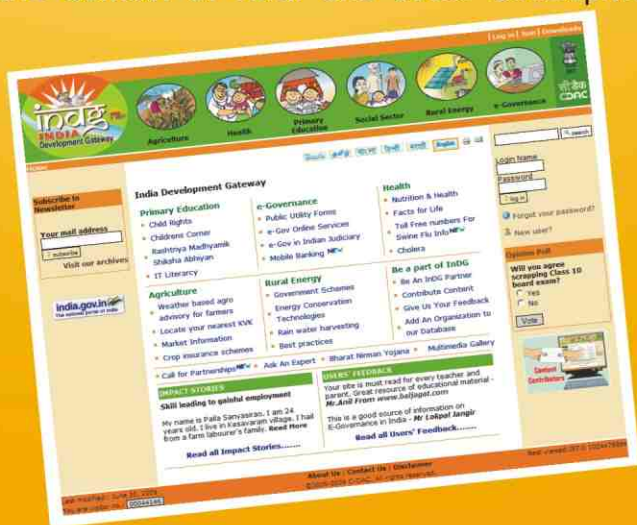 Log in | Join | Downloads
indg
INDIA
Development Gateway
Agriculture
Health
Primary
Education
Social Sector
Rural Energy
e-Governance
CDAC
Home
search
Subscribe to
Newsletter
Your mail address
subscribe
Visit our archives
india.gov.in
The national portal of India
India Development Gateway
Primary Education
Child Rights
Childrens Corner
Rashtriya Madhyamik
Shiksha Abhiyan
IT Literarcy
e-Governance
Public Utility Forms
e-Gov Online Services
e-Gov in Indian Judiciary
Mobile Banking NEW
Health
Nutrition & Health
Facts for Life
Toll Free numbers For
Swine Flu Info NEW
Cholera
Agriculture
Weather based agro
advisory for farmers
Locate your nearest KVK
Market Information
Crop insurance schemes
Rural Energy
Government Schemes
Energy Conservation
Technologies
Rain water harvesting
Best practices
Be a part of InDG
Be An InDG Partner
Contribute Content
Give Us Your Feedback
Add An Organization to
our Database
Call for Partnerships NEW • Ask An Expert • Bharat Nirman Yojana • Multimedia Gallery
IMPACT STORIES
Skill leading to gainful employment
My name is Palla Sanyasirao. I am 24
years old. I live in Kesavaram village. I hail
from a farm labourer's family. Read More
Read all Impact Stories.......
USERS' FEEDBACK
Your site is must read for every teacher and
parent. Great resource of educational material -
Mr.Anil From www.baljagat.com
This is a good source of information on
E-Governance in India - Mr Lokpal Jangir
Read all Users' Feedback.......
Login Name
Password
log in
Forgot your password?
New user?
Opinion Poll
Will you agree
scrapping Class 10
board exam?
Yes
No
Vote
Content
Contributors
About Us | Contact Us | Disclaimer
All rights reserved.